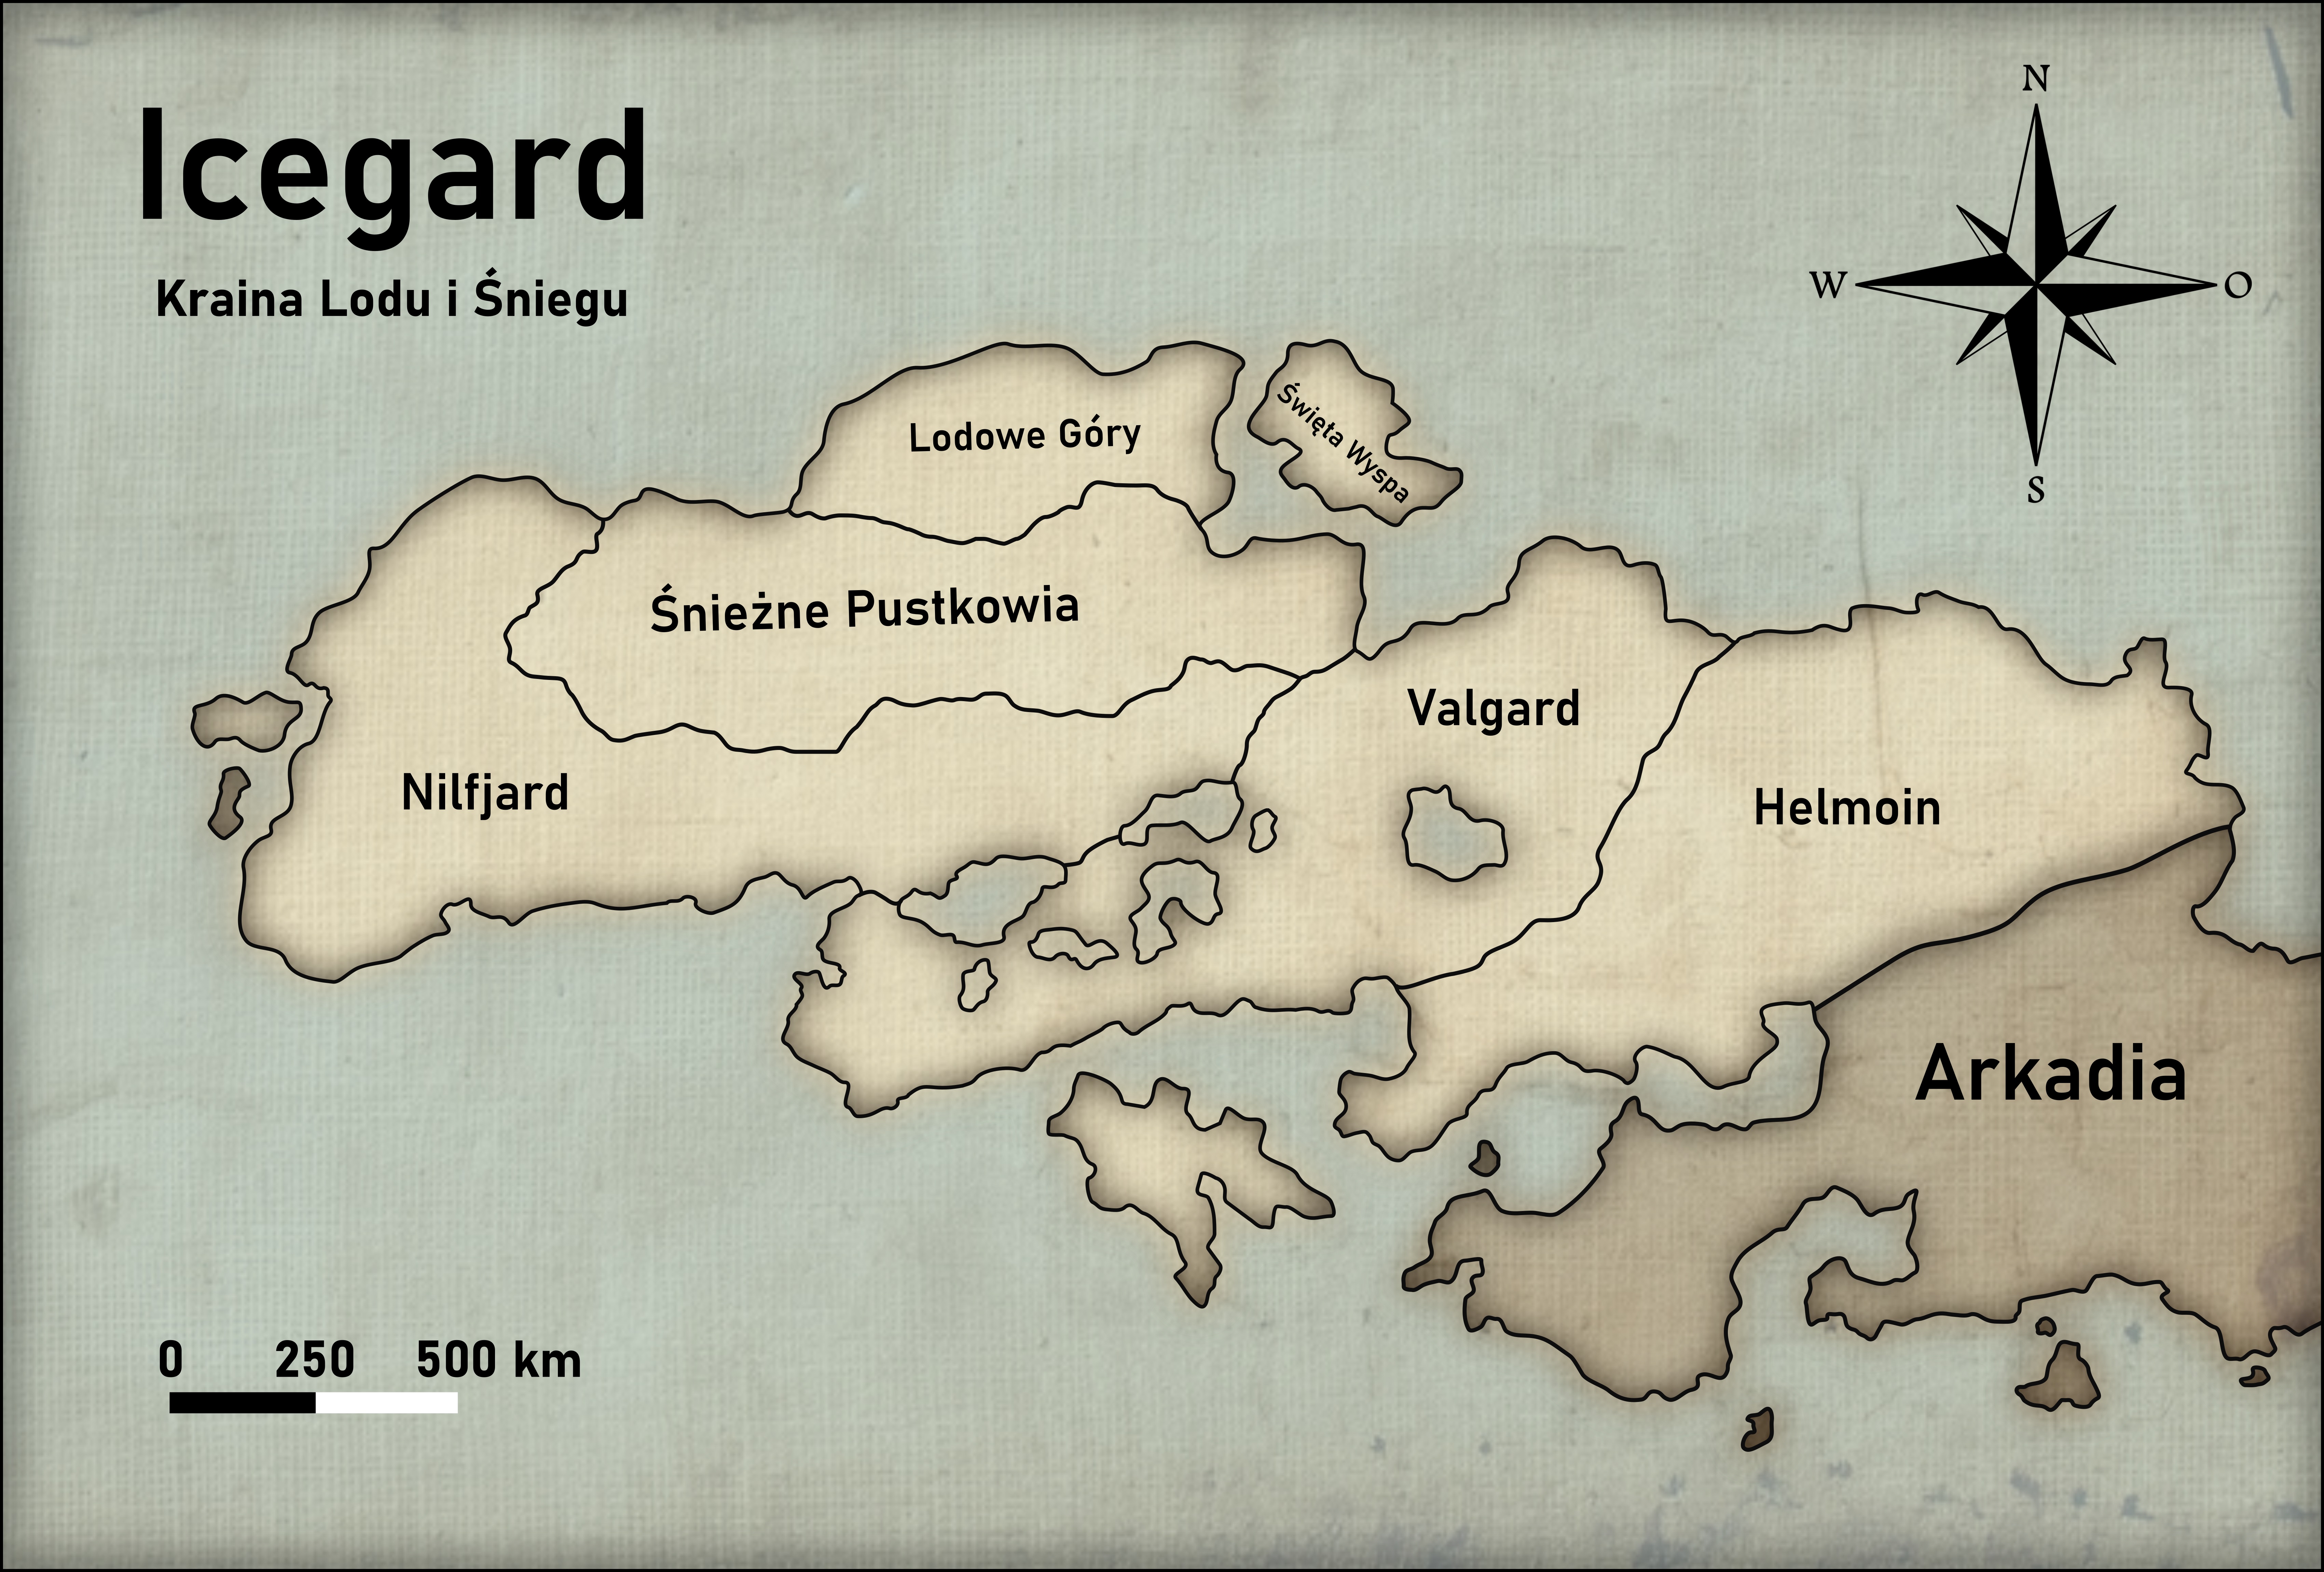 Icegard
Kraina Lodu i Śniegu
N
W
O
S
Lodowe Góry
Święta Wyspa
Śnieżne Pustkowia
Valgard
Nilfjard
Helmoin
Arkadia
0 250 500 km